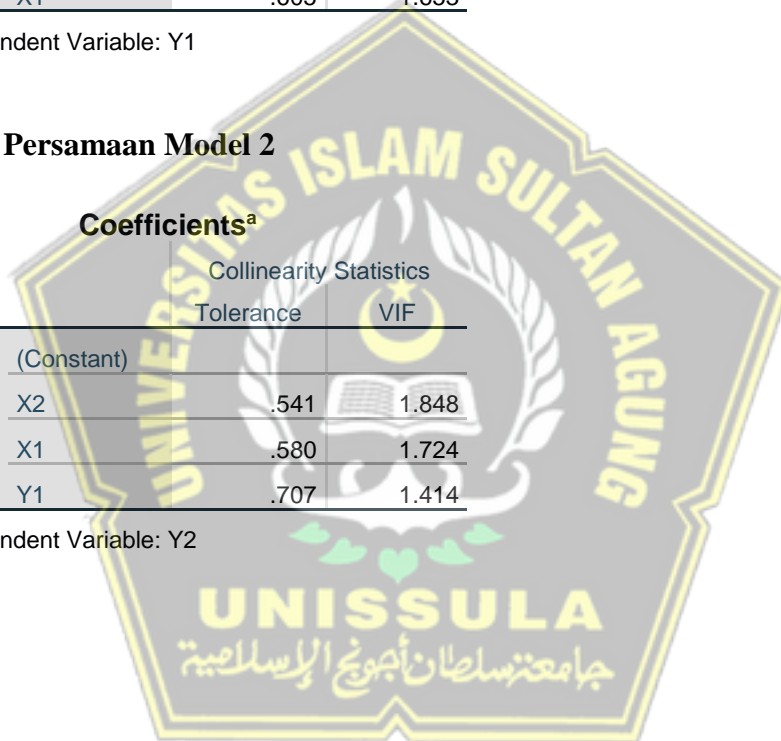 ndent Variable: Y1
Persamaan Model 2
Coefficientsᵃ
Collinearity Statistics
Tolerance VIF
(Constant)
X2 .541 1.848
X1 .580 1.724
Y1 .707 1.414
ndent Variable: Y2
UNIVERSITAS ISLAM SULTAN AGUNG
UNISSULA
جامعة سلطان أجونج الإسلامية